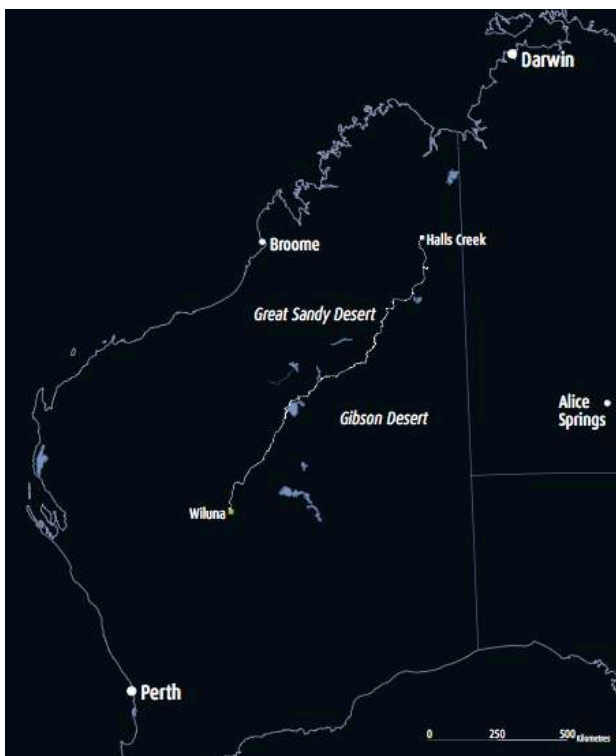 Darwin
Broome
Halls Creek
Great Sandy Desert
Gibson Desert
Alice
Springs
Wiluna
Perth
0 250 500 Kilometres